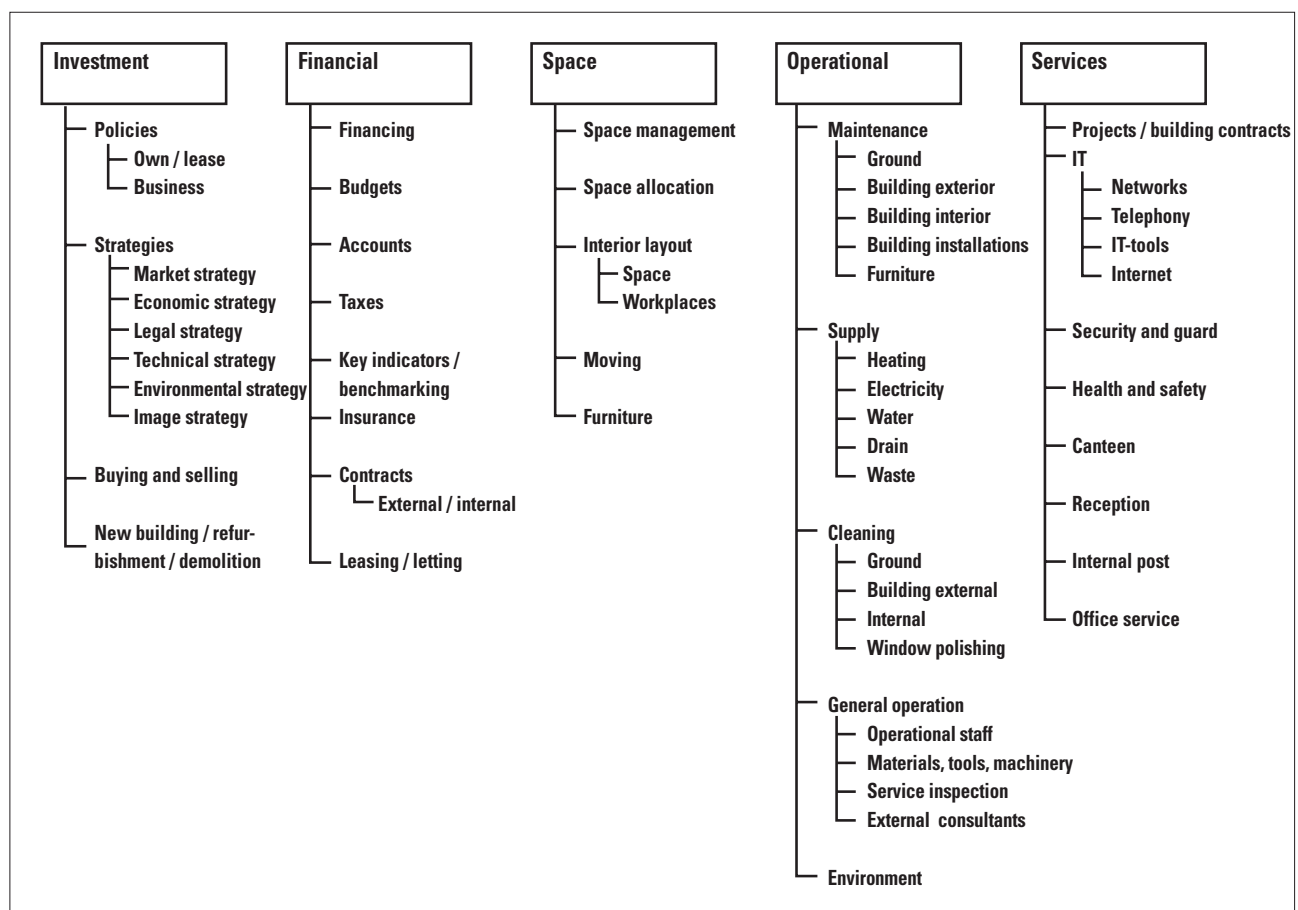 Investment
Policies
Own / lease
Business
Strategies
Market strategy
Economic strategy
Legal strategy
Technical strategy
Environmental strategy
Image strategy
Buying and selling
New building / refur-
bishment / demolition
Financial
Financing
Budgets
Accounts
Taxes
Key indicators /
benchmarking
Insurance
Contracts
External / internal
Leasing / letting
Space
Space management
Space allocation
Interior layout
Space
Workplaces
Moving
Furniture
Operational
Maintenance
Ground
Building exterior
Building interior
Building installations
Furniture
Supply
Heating
Electricity
Water
Drain
Waste
Cleaning
Ground
Building external
Internal
Window polishing
General operation
Operational staff
Materials, tools, machinery
Service inspection
External consultants
Environment
Services
Projects / building contracts
IT
Networks
Telephony
IT-tools
Internet
Security and guard
Health and safety
Canteen
Reception
Internal post
Office service